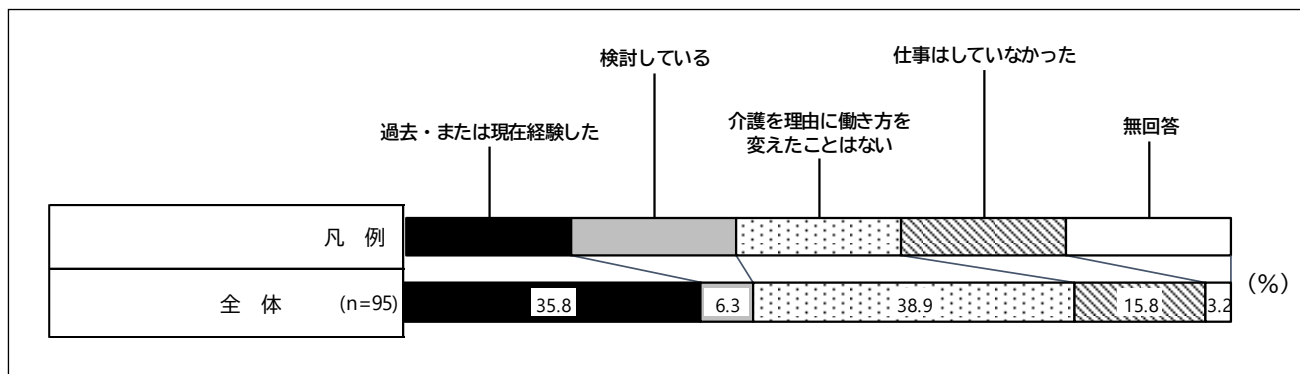 検討している
仕事はしていなかった
過去・または現在経験した
介護を理由に働き方を
変えたことはない
無回答
凡　例
(%)
全　体 (n=95) 35.8 6.3 38.9 15.8 3.2